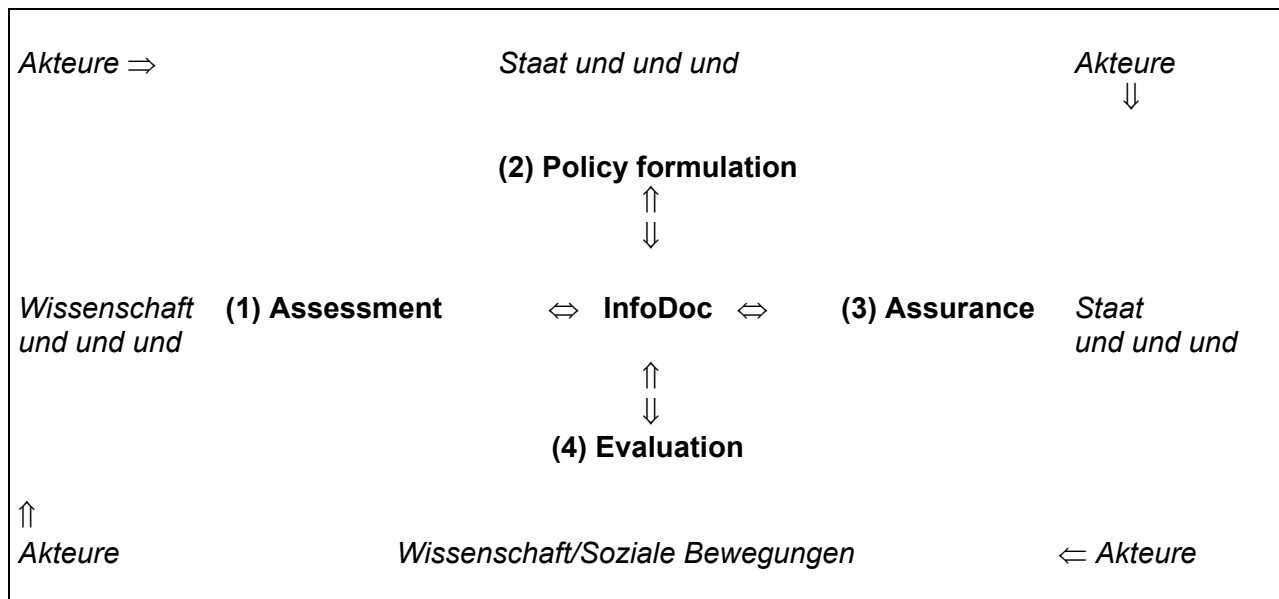 Akteure ⇒ Staat und und und Akteure
⇓
(2) Policy formulation
⇑
⇓
Wissenschaft (1) Assessment ⇔ InfoDoc ⇔ (3) Assurance Staat
und und und und und und
⇑
⇓
(4) Evaluation
⇑
Akteure Wissenschaft/Soziale Bewegungen ⇐ Akteure